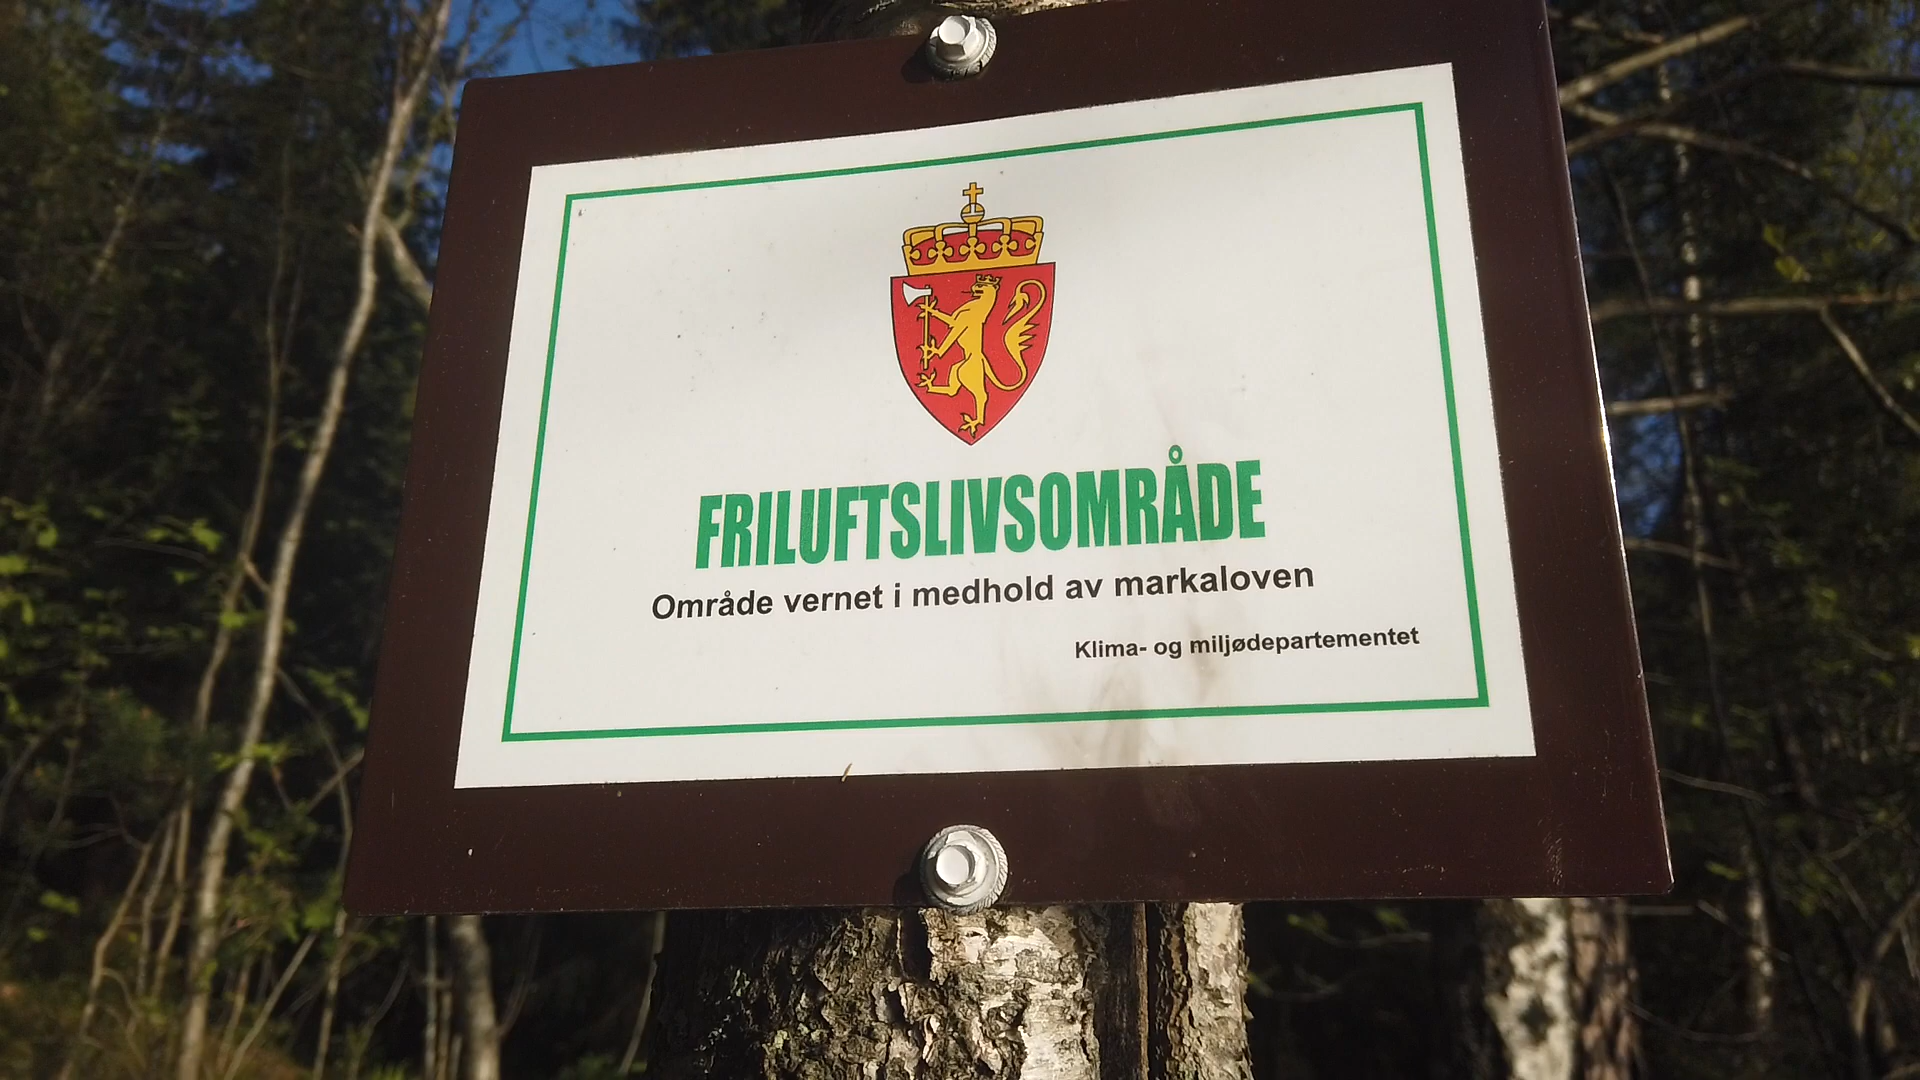 FRILUFTSLIVSOMRÅDE
Område vernet i medhold av markaloven
Klima- og miljødepartementet